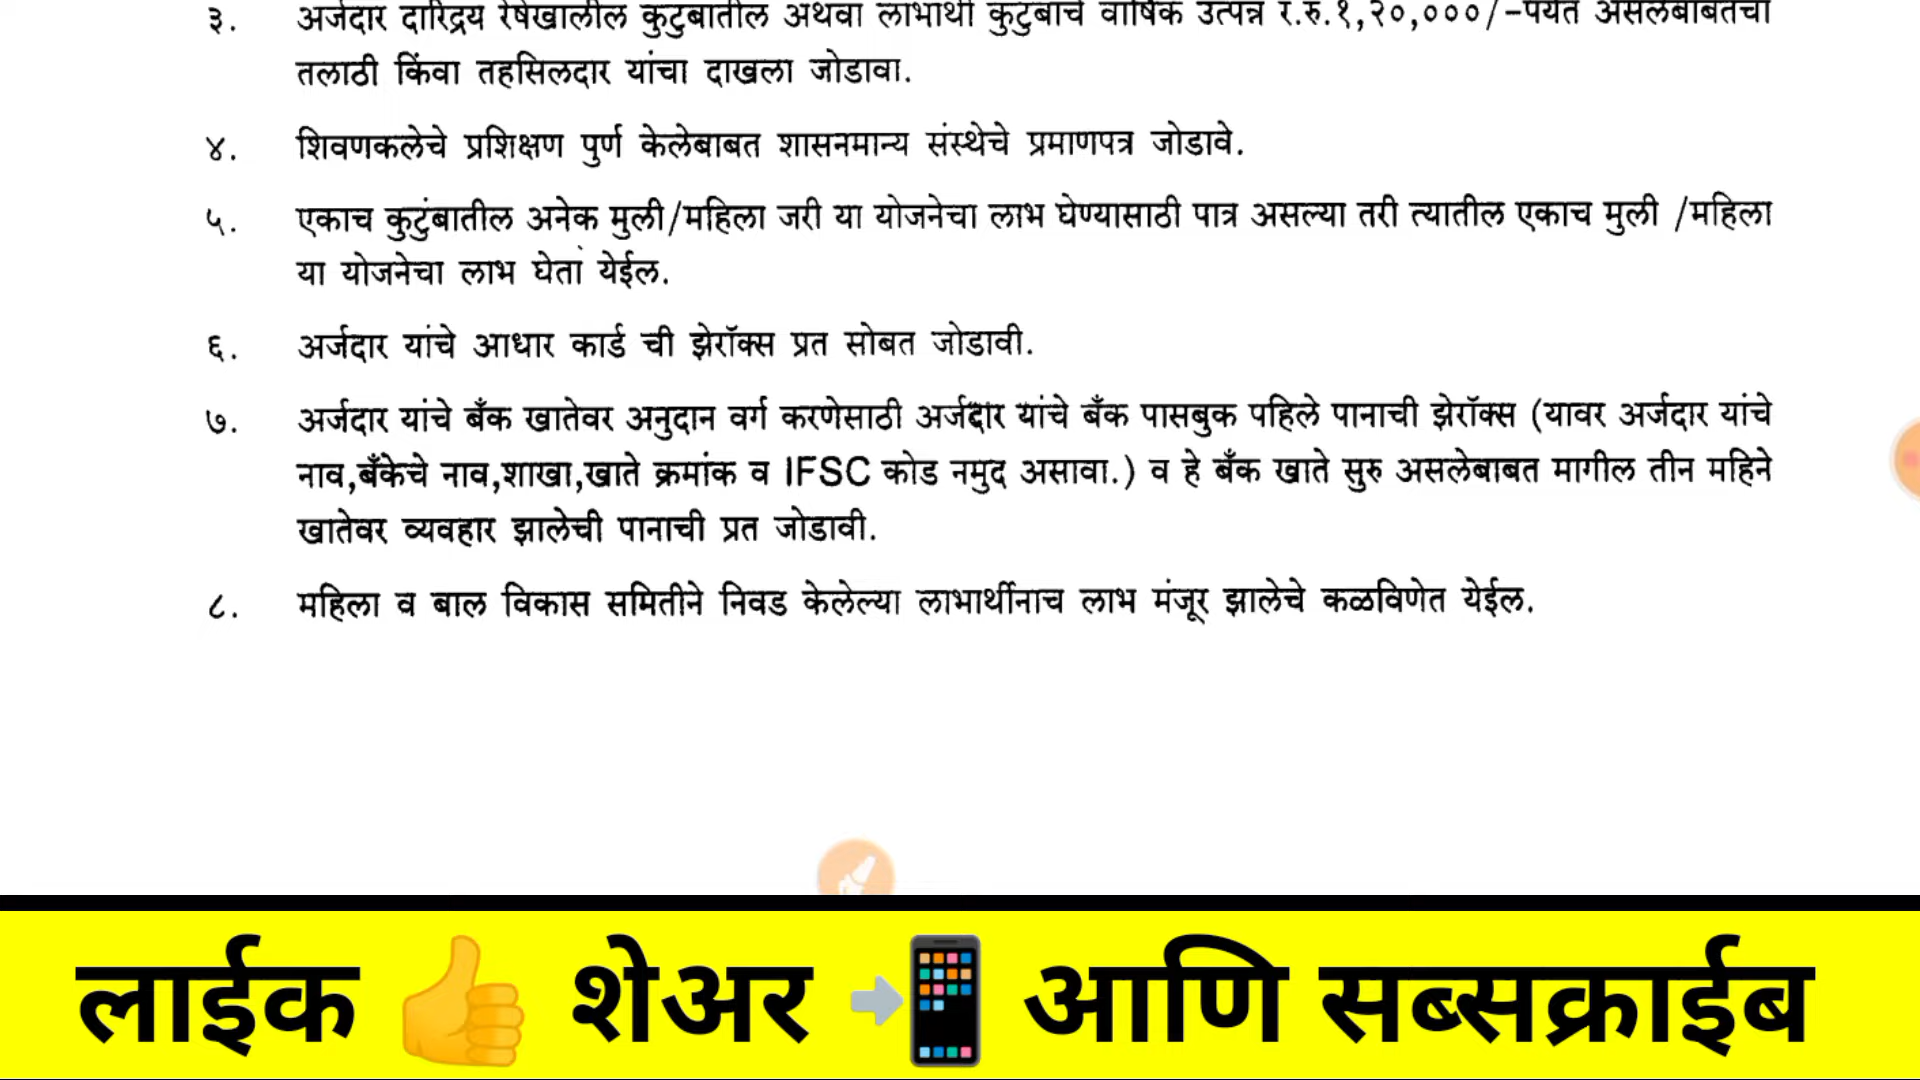 ३. अर्जदार दारिद्रय रेषेखालील कुटुंबातील अथवा लाभार्थी कुटुंबाचे वार्षिक उत्पन्न र.रु.१,२०,०००/-पर्यंत असलेबाबतचा
तलाठी किंवा तहसिलदार यांचा दाखला जोडावा.
४. शिवणकलेचे प्रशिक्षण पुर्ण केलेबाबत शासनमान्य संस्थेचे प्रमाणपत्र जोडावे.
५. एकाच कुटुंबातील अनेक मुली/महिला जरी या योजनेचा लाभ घेण्यासाठी पात्र असल्या तरी त्यातील एकाच मुली /महिला
या योजनेचा लाभ घेता येईल.
६. अर्जदार यांचे आधार कार्ड ची झेरॉक्स प्रत सोबत जोडावी.
७. अर्जदार यांचे बँक खातेवर अनुदान वर्ग करणेसाठी अर्जदार यांचे बँक पासबुक पहिले पानाची झेरॉक्स (यावर अर्जदार यांचे
नाव,बँकेचे नाव,शाखा,खाते क्रमांक व IFSC कोड नमुद असावा.) व हे बँक खाते सुरु असलेबाबत मागील तीन महिने
खातेवर व्यवहार झालेची पानाची प्रत जोडावी.
८. महिला व बाल विकास समितीने निवड केलेल्या लाभार्थीनाच लाभ मंजूर झालेचे कळविणेत येईल.
लाईक 👍 शेअर 📲 आणि सब्सक्राईब